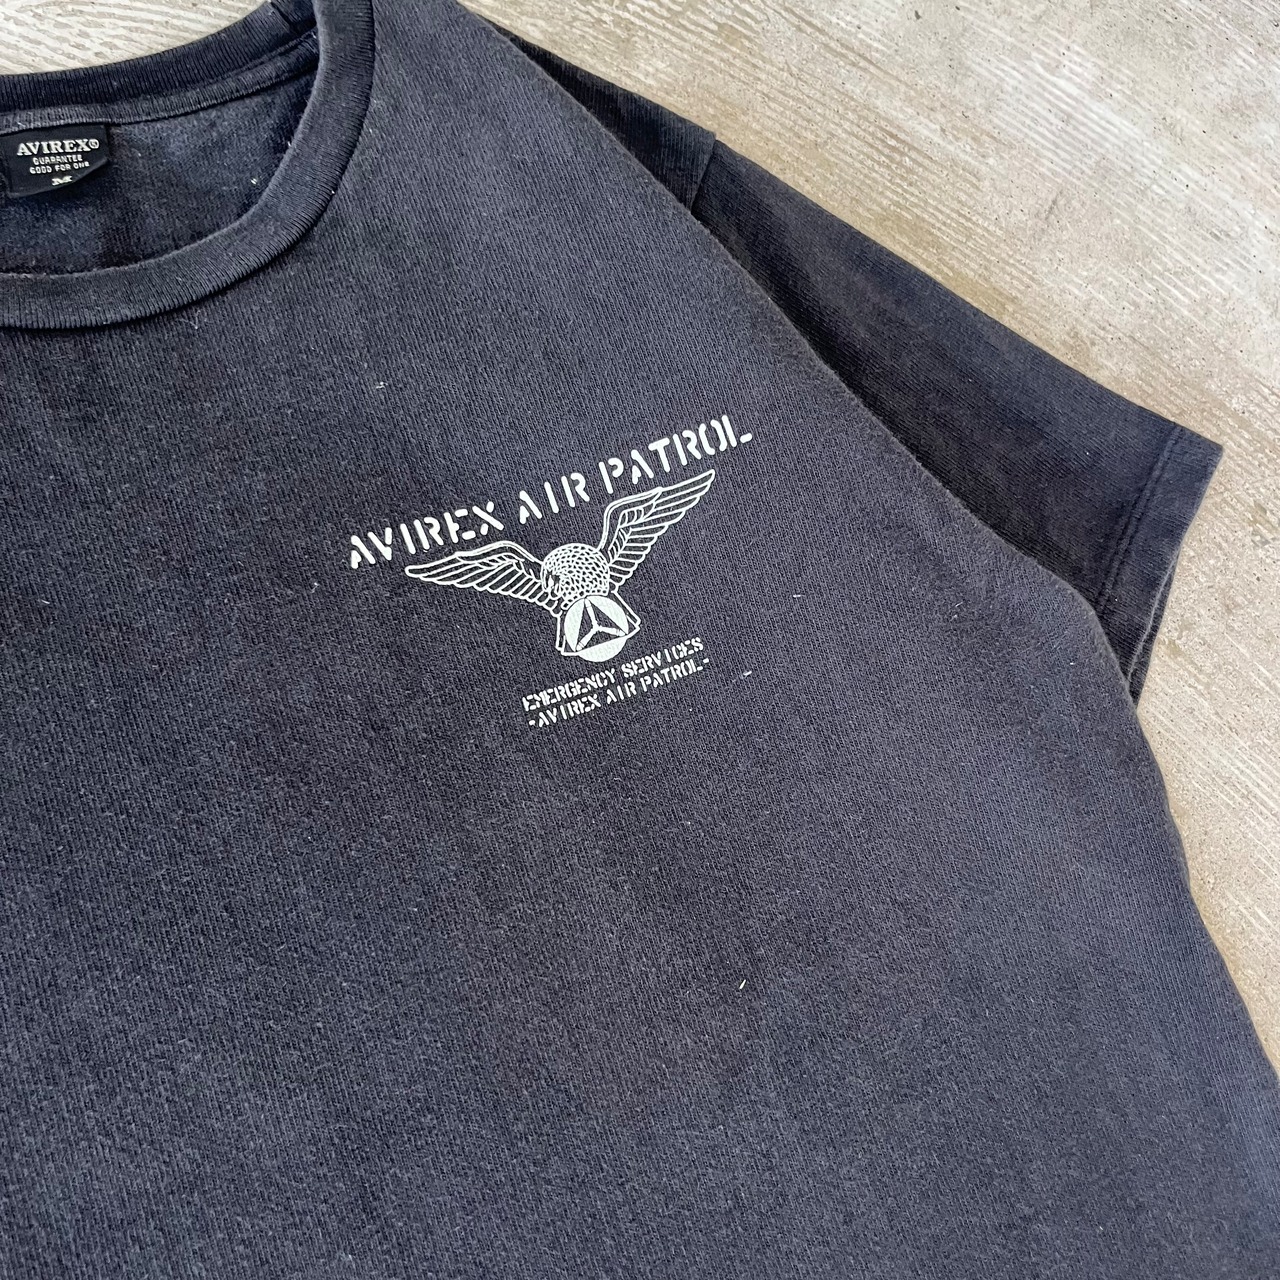 AVIREX®
GUARANTEE
GOOD FOR ONE
M
AVIREX AIR PATROL
EMERGENCY SERVICES
-AVIREX AIR PATROL-